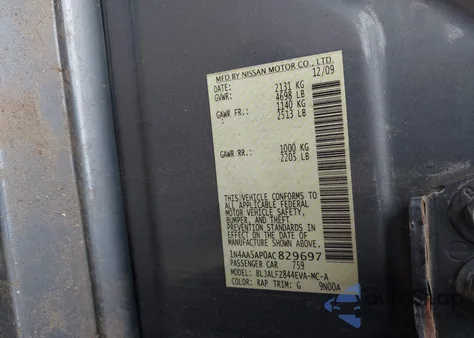 MFD BY NISSAN MOTOR CO., LTD.
DATE: 12/09
GVWR: 2131 KG
4698 LB
GAWR FR.: 1140 KG
2513 LB
GAWR RR.: 1000 KG
2205 LB
THIS VEHICLE CONFORMS TO
ALL APPLICABLE FEDERAL
MOTOR VEHICLE SAFETY,
BUMPER, AND THEFT
PREVENTION STANDARDS IN
EFFECT ON THE DATE OF
MANUFACTURE SHOWN ABOVE.
1N4AA5AP0AC829697
PASSENGER CAR 759
MODEL: BLJALFZ844EVA-MC-A
COLOR: RAP TRIM: G 9N00A